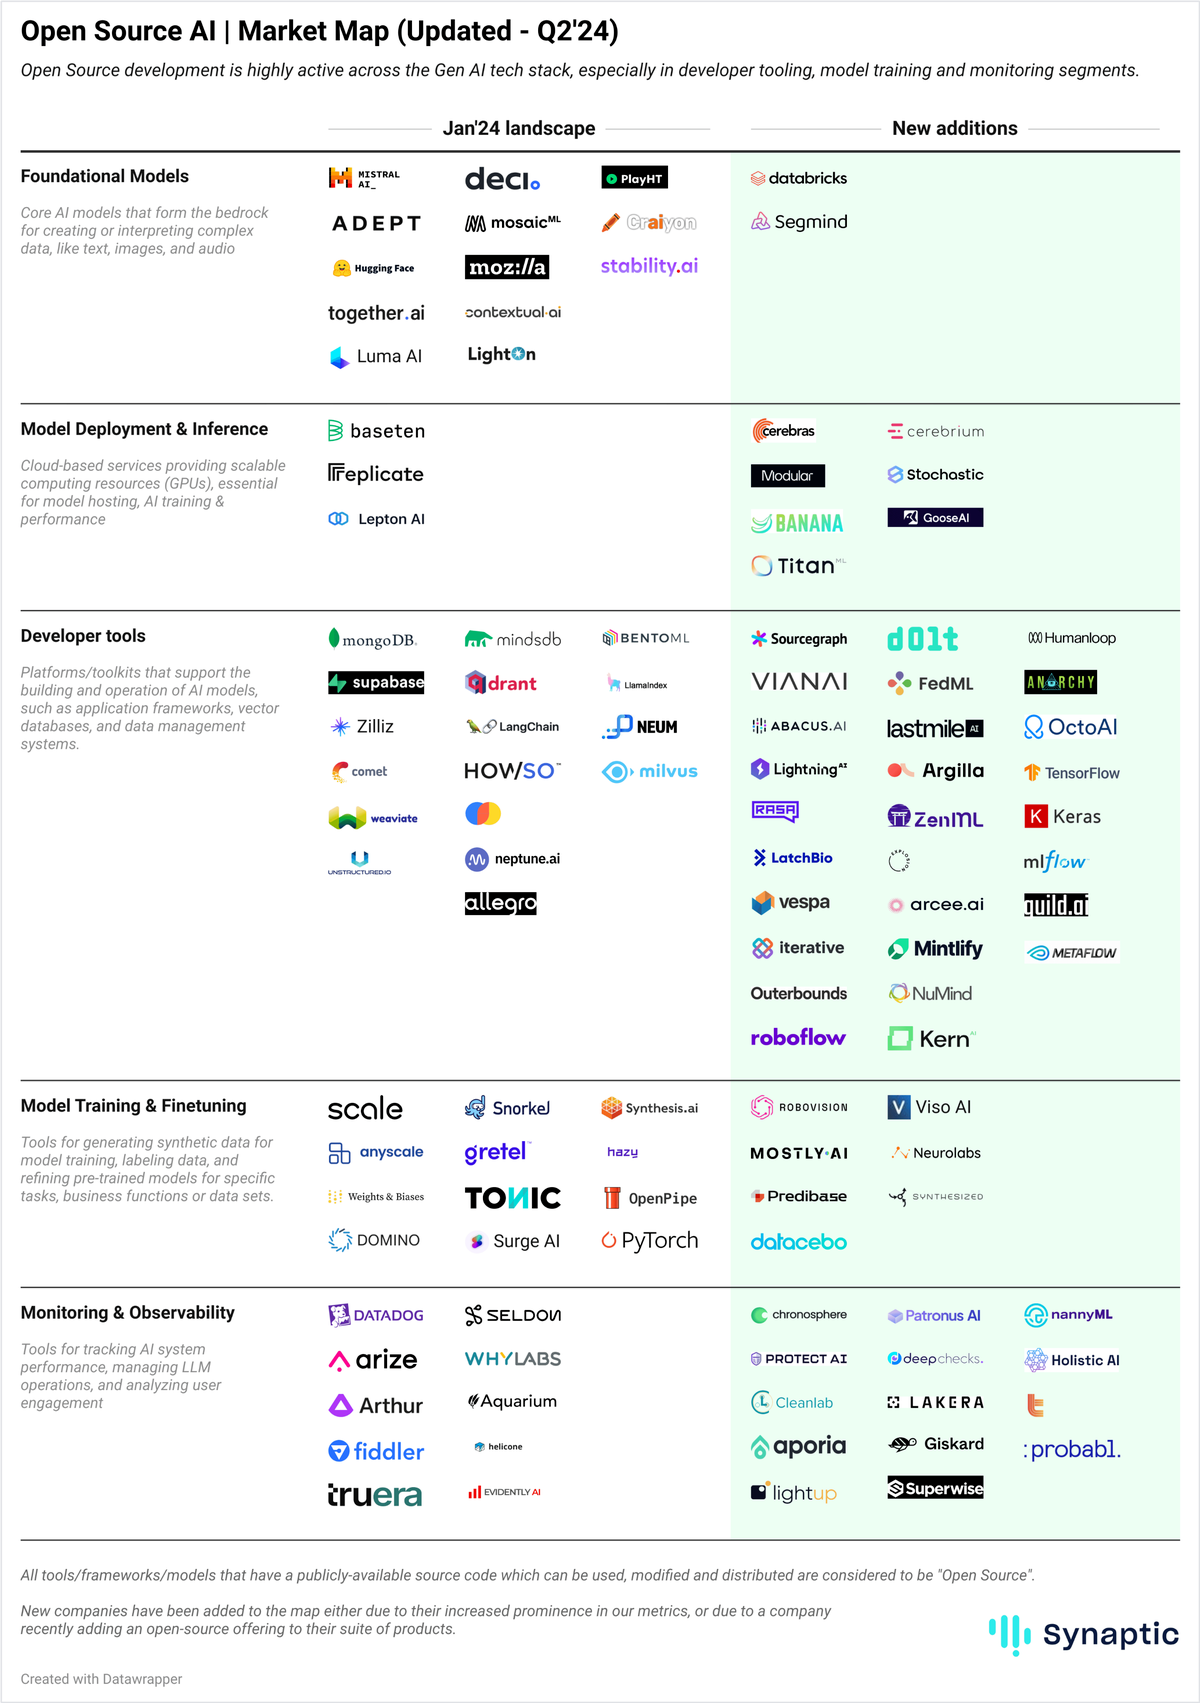 Open Source AI | Market Map (Updated - Q2'24)
Open Source development is highly active across the Gen AI tech stack, especially in developer tooling, model training and monitoring segments.
Jan'24 landscape
New additions
Foundational Models
Core AI models that form the bedrock
for creating or interpreting complex
data, like text, images, and audio
MISTRAL
AI_
deci.
PlayHT
databricks
ADEPT
mosaicML
Craiyon
Segmind
Hugging Face
moz://a
stability.ai
together.ai
contextual·ai
Luma AI
LightOn
Model Deployment & Inference
Cloud-based services providing scalable
computing resources (GPUs), essential
for model hosting, AI training &
performance
baseten
cerebras
cerebrium
Replicate
Modular
Stochastic
Lepton AI
BANANA
GooseAI
Titan ML
Developer tools
Platforms/toolkits that support the
building and operation of AI models,
such as application frameworks, vector
databases, and data management
systems.
mongoDB.
mindsdb
BENTOML
Sourcegraph
dolt
Humanloop
supabase
qdrant
LlamaIndex
VIANAI
FedML
ANARCHY
Zilliz
LangChain
NEUM
ABACUS.AI
lastmile AI
OctoAI
comet
HOW/SO™
milvus
Lightning AI
Argilla
TensorFlow
weaviate
RASA
ZenML
Keras
UNSTRUCTURED.IO
neptune.ai
LatchBio
EXPLOSION
mlflow
allegro
vespa
arcee.ai
guild.ai
iterative
Mintlify
METAFLOW
Outerbounds
NuMind
roboflow
Kern AI
Model Training & Finetuning
Tools for generating synthetic data for
model training, labeling data, and
refining pre-trained models for specific
tasks, business functions or data sets.
scale
Snorkel
Synthesis.ai
ROBOVISION
V Viso AI
anyscale
gretel™
hazy
MOSTLY·AI
Neurolabs
Weights & Biases
TONIC
OpenPipe
Predibase
SYNTHESIZED
DOMINO
Surge AI
PyTorch
datacebo
Monitoring & Observability
Tools for tracking AI system
performance, managing LLM
operations, and analyzing user
engagement
DATADOG
SELDON
chronosphere
Patronus AI
nannyML
arize
WHYLABS
PROTECT AI
deepchecks.
Holistic AI
Arthur
Aquarium
Cleanlab
LAKERA
t
fiddler
helicone
aporia
Giskard
:probabl.
truera
EVIDENTLY AI
lightup
Superwise
All tools/frameworks/models that have a publicly-available source code which can be used, modified and distributed are considered to be "Open Source".
New companies have been added to the map either due to their increased prominence in our metrics, or due to a company
recently adding an open-source offering to their suite of products.
Synaptic
Created with Datawrapper